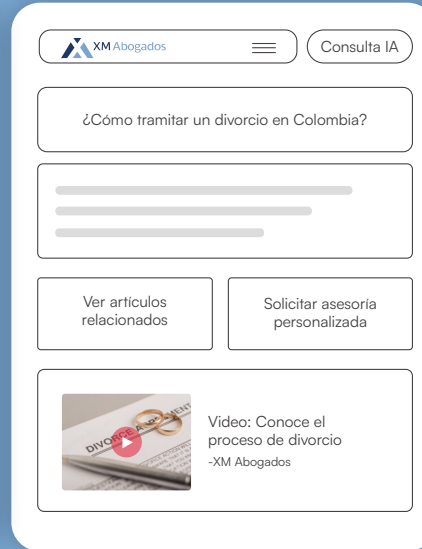 XM Abogados
Consulta IA
¿Cómo tramitar un divorcio en Colombia?
Ver artículos
relacionados
Solicitar asesoría
personalizada
DIVORCE
Video: Conoce el
proceso de divorcio
-XM Abogados